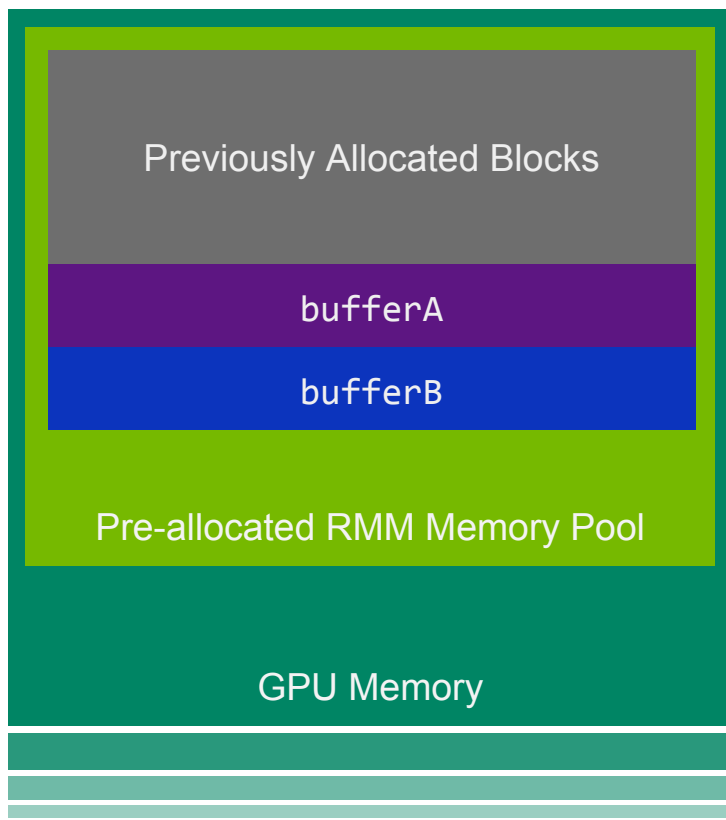 Previously Allocated Blocks
bufferA
bufferB
Pre-allocated RMM Memory Pool
GPU Memory